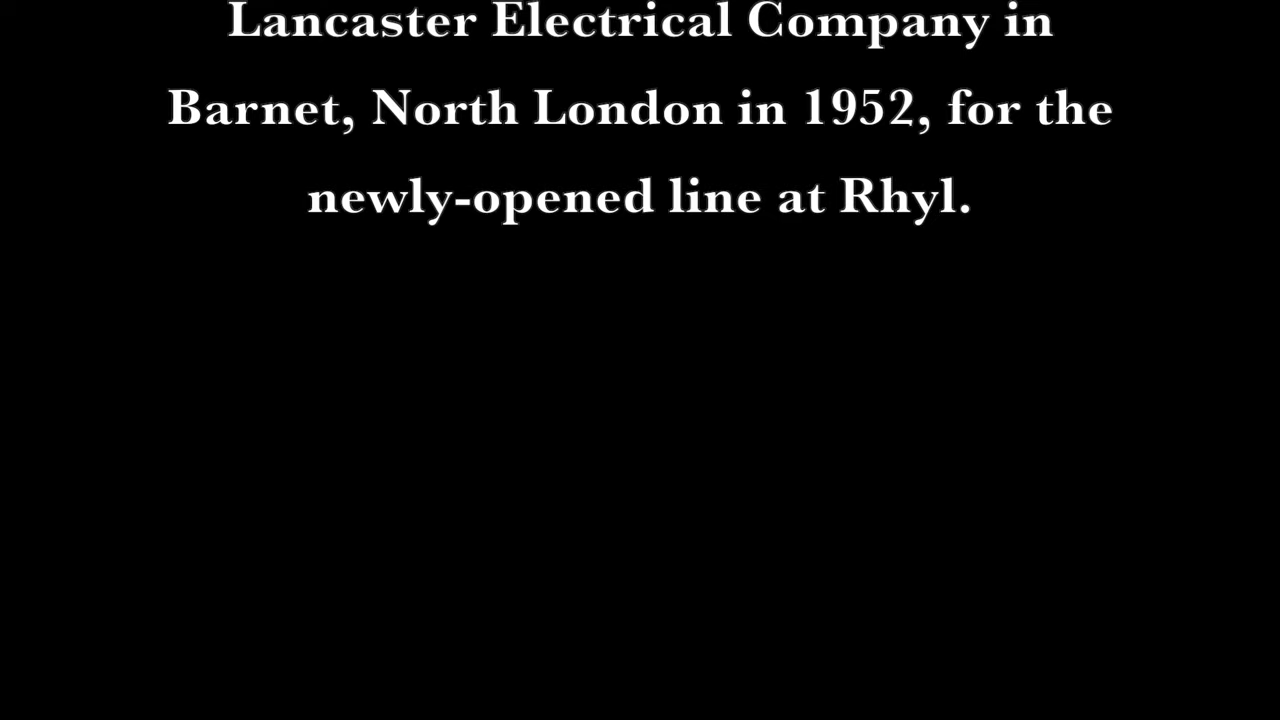 Lancaster Electrical Company in
Barnet, North London in 1952, for the
newly-opened line at Rhyl.